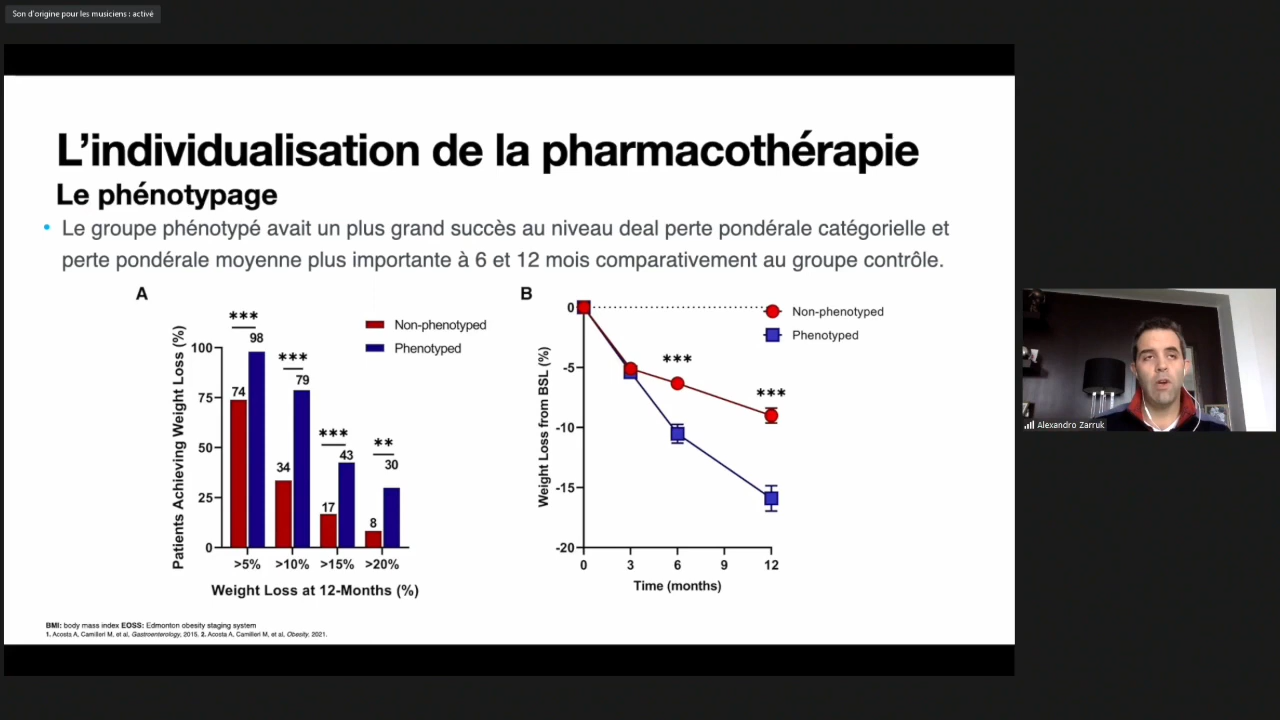 Son d'origine pour les musiciens : activé
L'individualisation de la pharmacothérapie
Le phénotypage
• Le groupe phénotypé avait un plus grand succès au niveau deal perte pondérale catégorielle et
perte pondérale moyenne plus importante à 6 et 12 mois comparativement au groupe contrôle.
A
Patients Achieving Weight Loss (%)
100
75
50
25
0
***
98
74
***
79
34
***
43
17
**
30
8
Non-phenotyped
Phenotyped
>5% >10% >15% >20%
Weight Loss at 12-Months (%)
B
Weight Loss from BSL (%)
0
-5
-10
-15
-20
***
***
Non-phenotyped
Phenotyped
0 3 6 9 12
Time (months)
BMI: body mass index EOSS: Edmonton obesity staging system
1. Acosta A, Camilleri M, et al, Gastroenterology, 2015. 2. Acosta A, Camilleri M, et al, Obesity, 2021.
Alexandro Zarruk